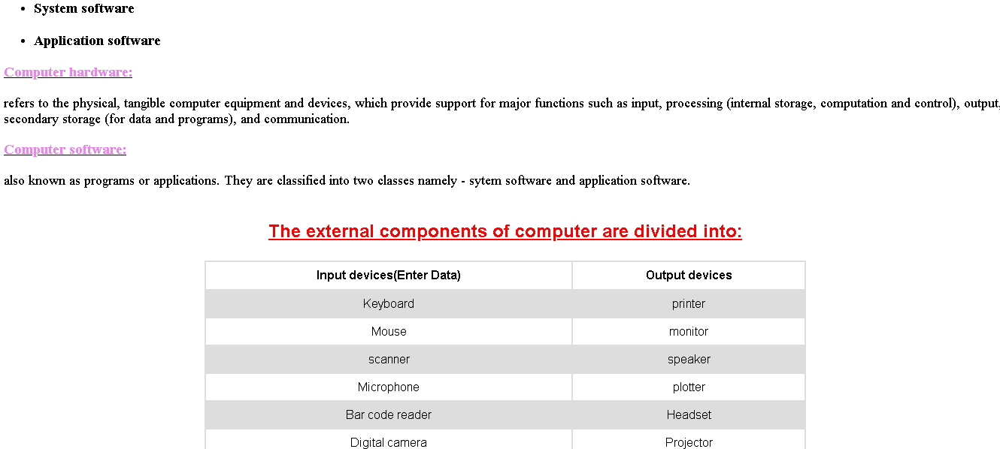 System software
Application software
Computer hardware:
refers to the physical, tangible computer equipment and devices, which provide support for major functions such as input, processing (internal storage, computation and control), output,
secondary storage (for data and programs), and communication.
Computer software:
also known as programs or applications. They are classified into two classes namely - sytem software and application software.
The external components of computer are divided into:
Input devices(Enter Data) Output devices
Keyboard printer
Mouse monitor
scanner speaker
Microphone plotter
Bar code reader Headset
Digital camera Projector